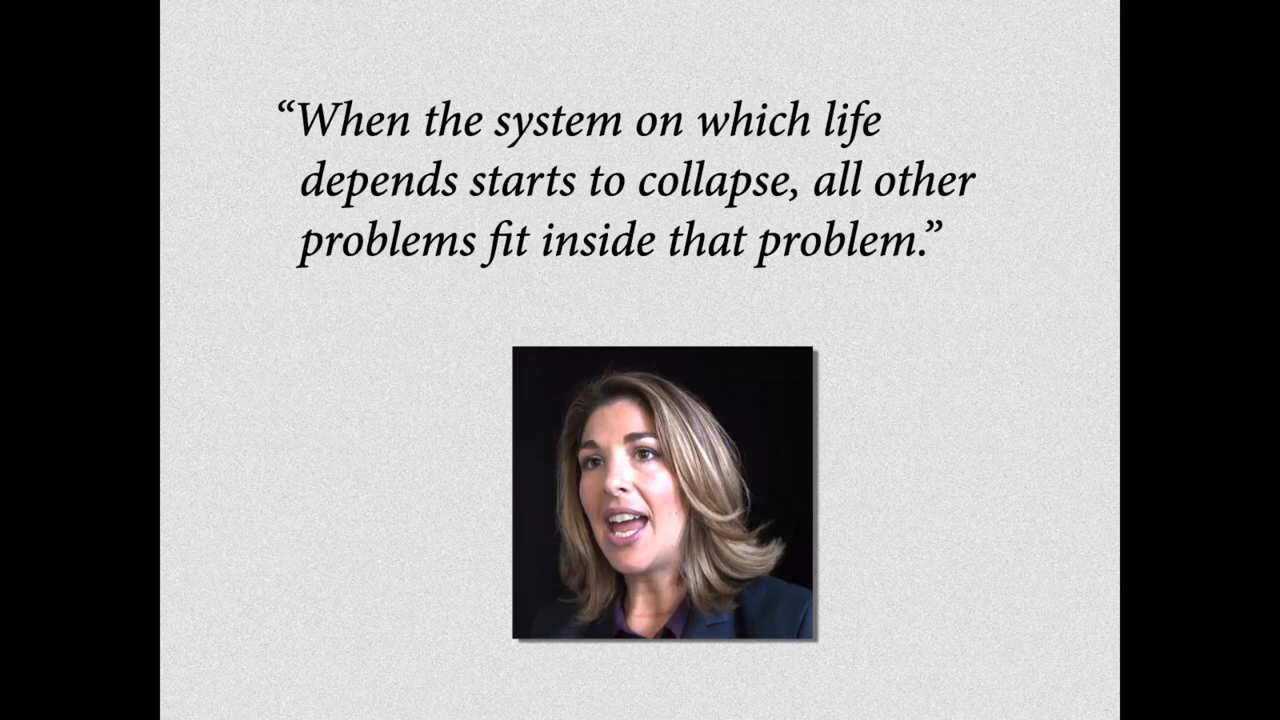 “When the system on which life
depends starts to collapse, all other
problems fit inside that problem.”